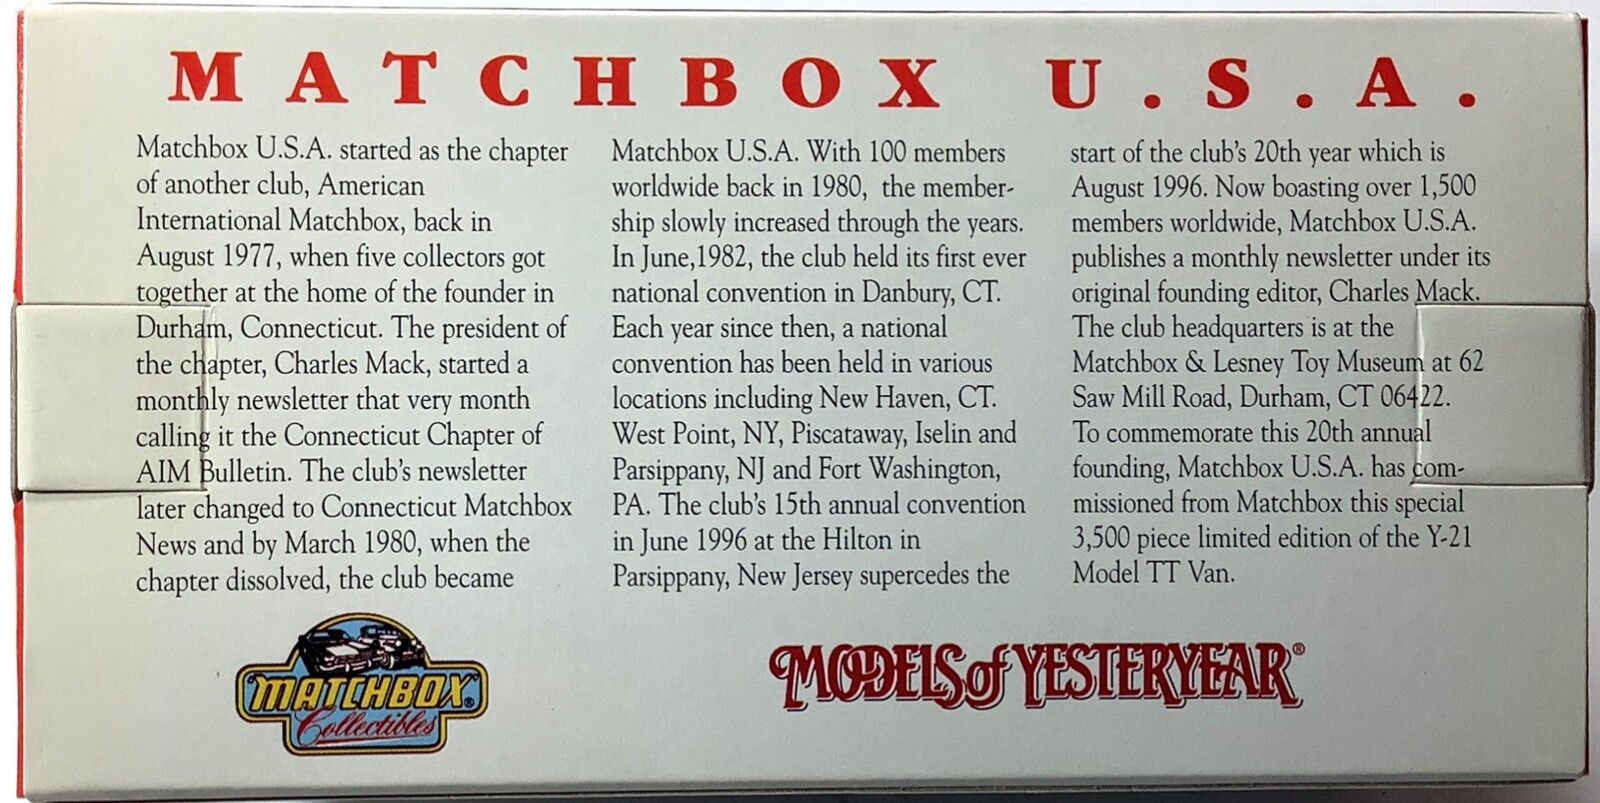 MATCHBOX U.S.A.
Matchbox U.S.A. started as the chapter
of another club, American
International Matchbox, back in
August 1977, when five collectors got
together at the home of the founder in
Durham, Connecticut. The president of
the chapter, Charles Mack, started a
monthly newsletter that very month
calling it the Connecticut Chapter of
AIM Bulletin. The club's newsletter
later changed to Connecticut Matchbox
News and by March 1980, when the
chapter dissolved, the club became
Matchbox U.S.A. With 100 members
worldwide back in 1980, the member-
ship slowly increased through the years.
In June,1982, the club held its first ever
national convention in Danbury, CT.
Each year since then, a national
convention has been held in various
locations including New Haven, CT.
West Point, NY, Piscataway, Iselin and
Parsippany, NJ and Fort Washington,
PA. The club's 15th annual convention
in June 1996 at the Hilton in
Parsippany, New Jersey supercedes the
start of the club's 20th year which is
August 1996. Now boasting over 1,500
members worldwide, Matchbox U.S.A.
publishes a monthly newsletter under its
original founding editor, Charles Mack.
The club headquarters is at the
Matchbox & Lesney Toy Museum at 62
Saw Mill Road, Durham, CT 06422.
To commemorate this 20th annual
founding, Matchbox U.S.A. has com-
missioned from Matchbox this special
3,500 piece limited edition of the Y-21
Model TT Van.
MATCHBOX®
Collectibles
MODELS of YESTERYEAR®